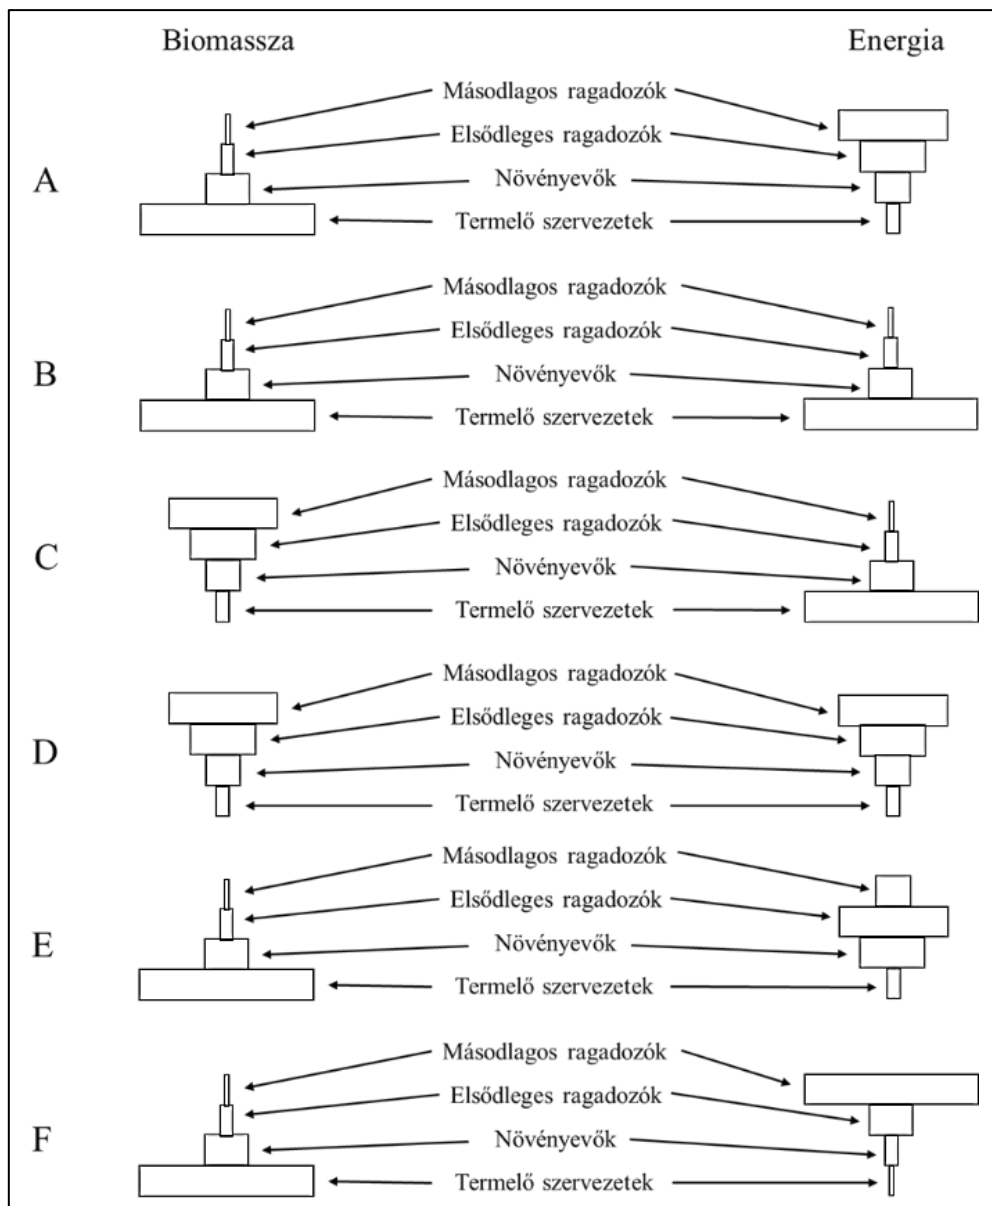 Biomassza Energia
Másodlagos ragadozók
Elsődleges ragadozók
A
Növényevők
Termelő szervezetek
Másodlagos ragadozók
Elsődleges ragadozók
B
Növényevők
Termelő szervezetek
Másodlagos ragadozók
Elsődleges ragadozók
C
Növényevők
Termelő szervezetek
Másodlagos ragadozók
Elsődleges ragadozók
D
Növényevők
Termelő szervezetek
Másodlagos ragadozók
Elsődleges ragadozók
E
Növényevők
Termelő szervezetek
Másodlagos ragadozók
Elsődleges ragadozók
F
Növényevők
Termelő szervezetek